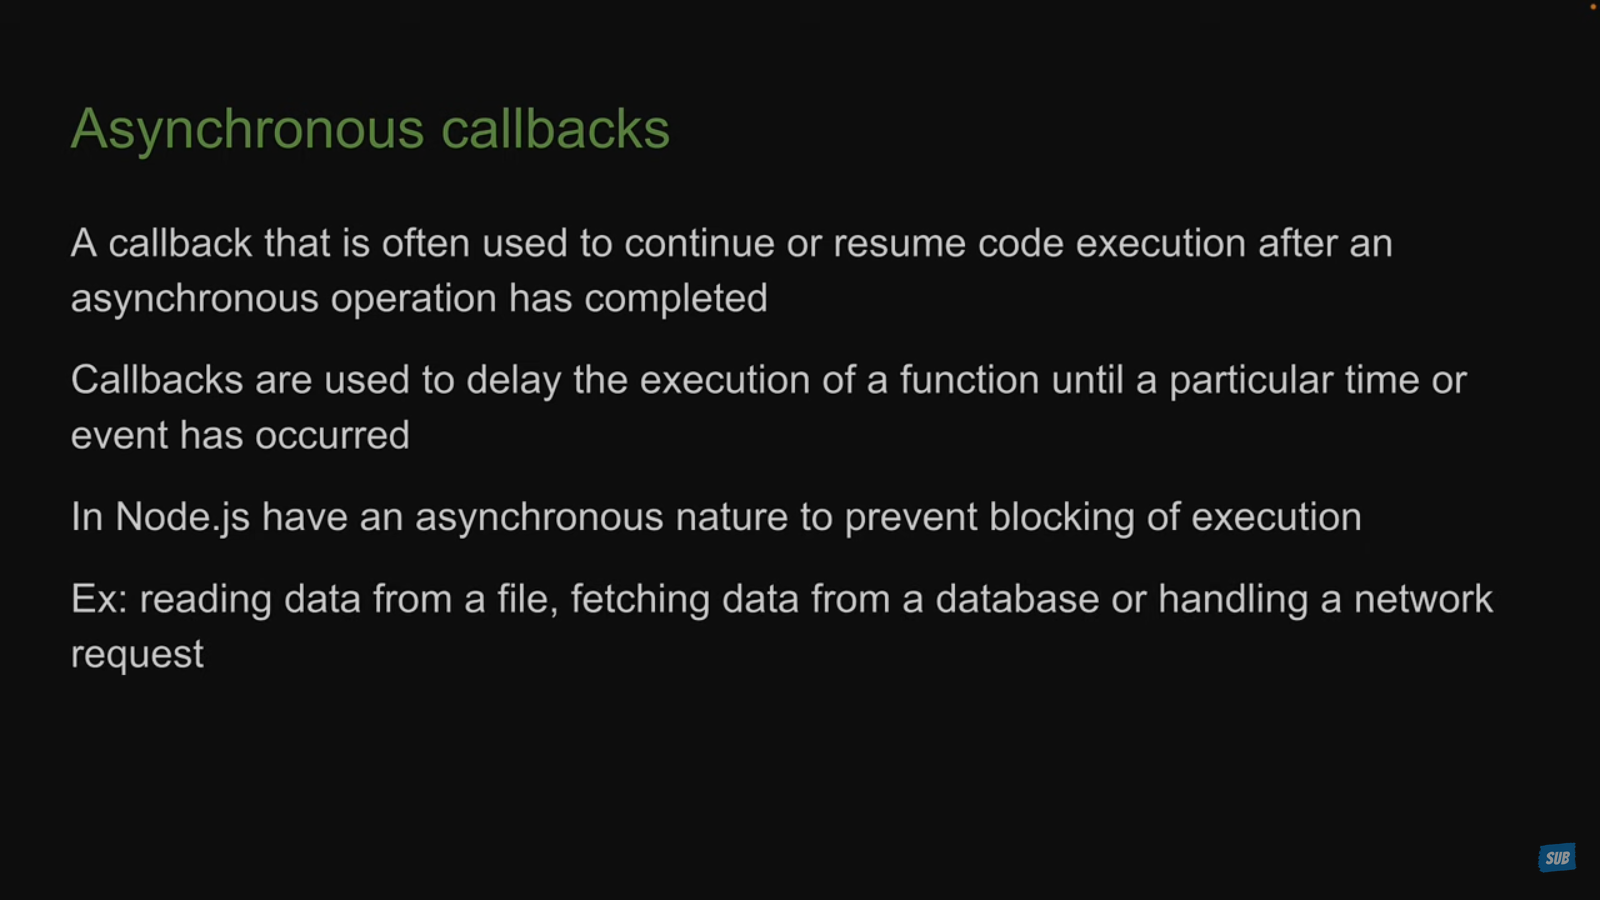 Asynchronous callbacks
A callback that is often used to continue or resume code execution after an
asynchronous operation has completed
Callbacks are used to delay the execution of a function until a particular time or
event has occurred
In Node.js have an asynchronous nature to prevent blocking of execution
Ex: reading data from a file, fetching data from a database or handling a network
request
SUB